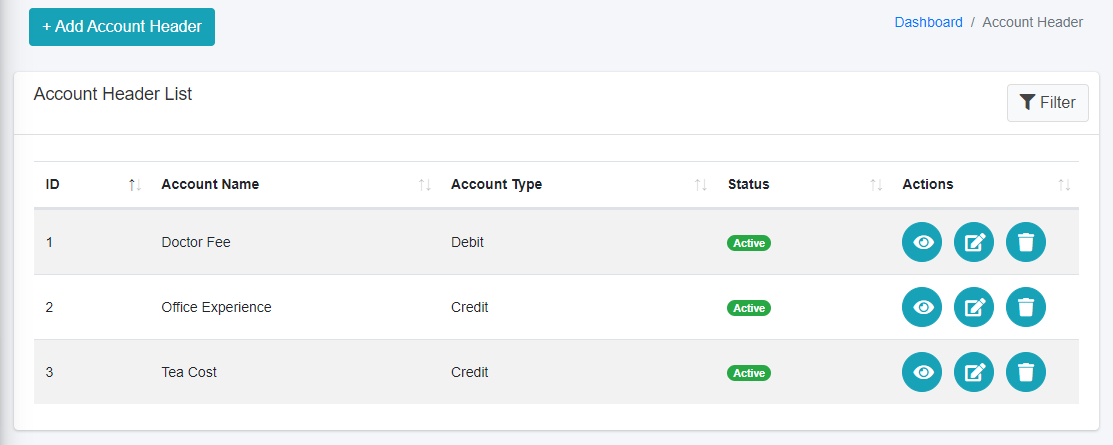 + Add Account Header
Dashboard / Account Header
Account Header List
Filter
ID Account Name Account Type Status Actions
1 Doctor Fee Debit Active
2 Office Experience Credit Active
3 Tea Cost Credit Active